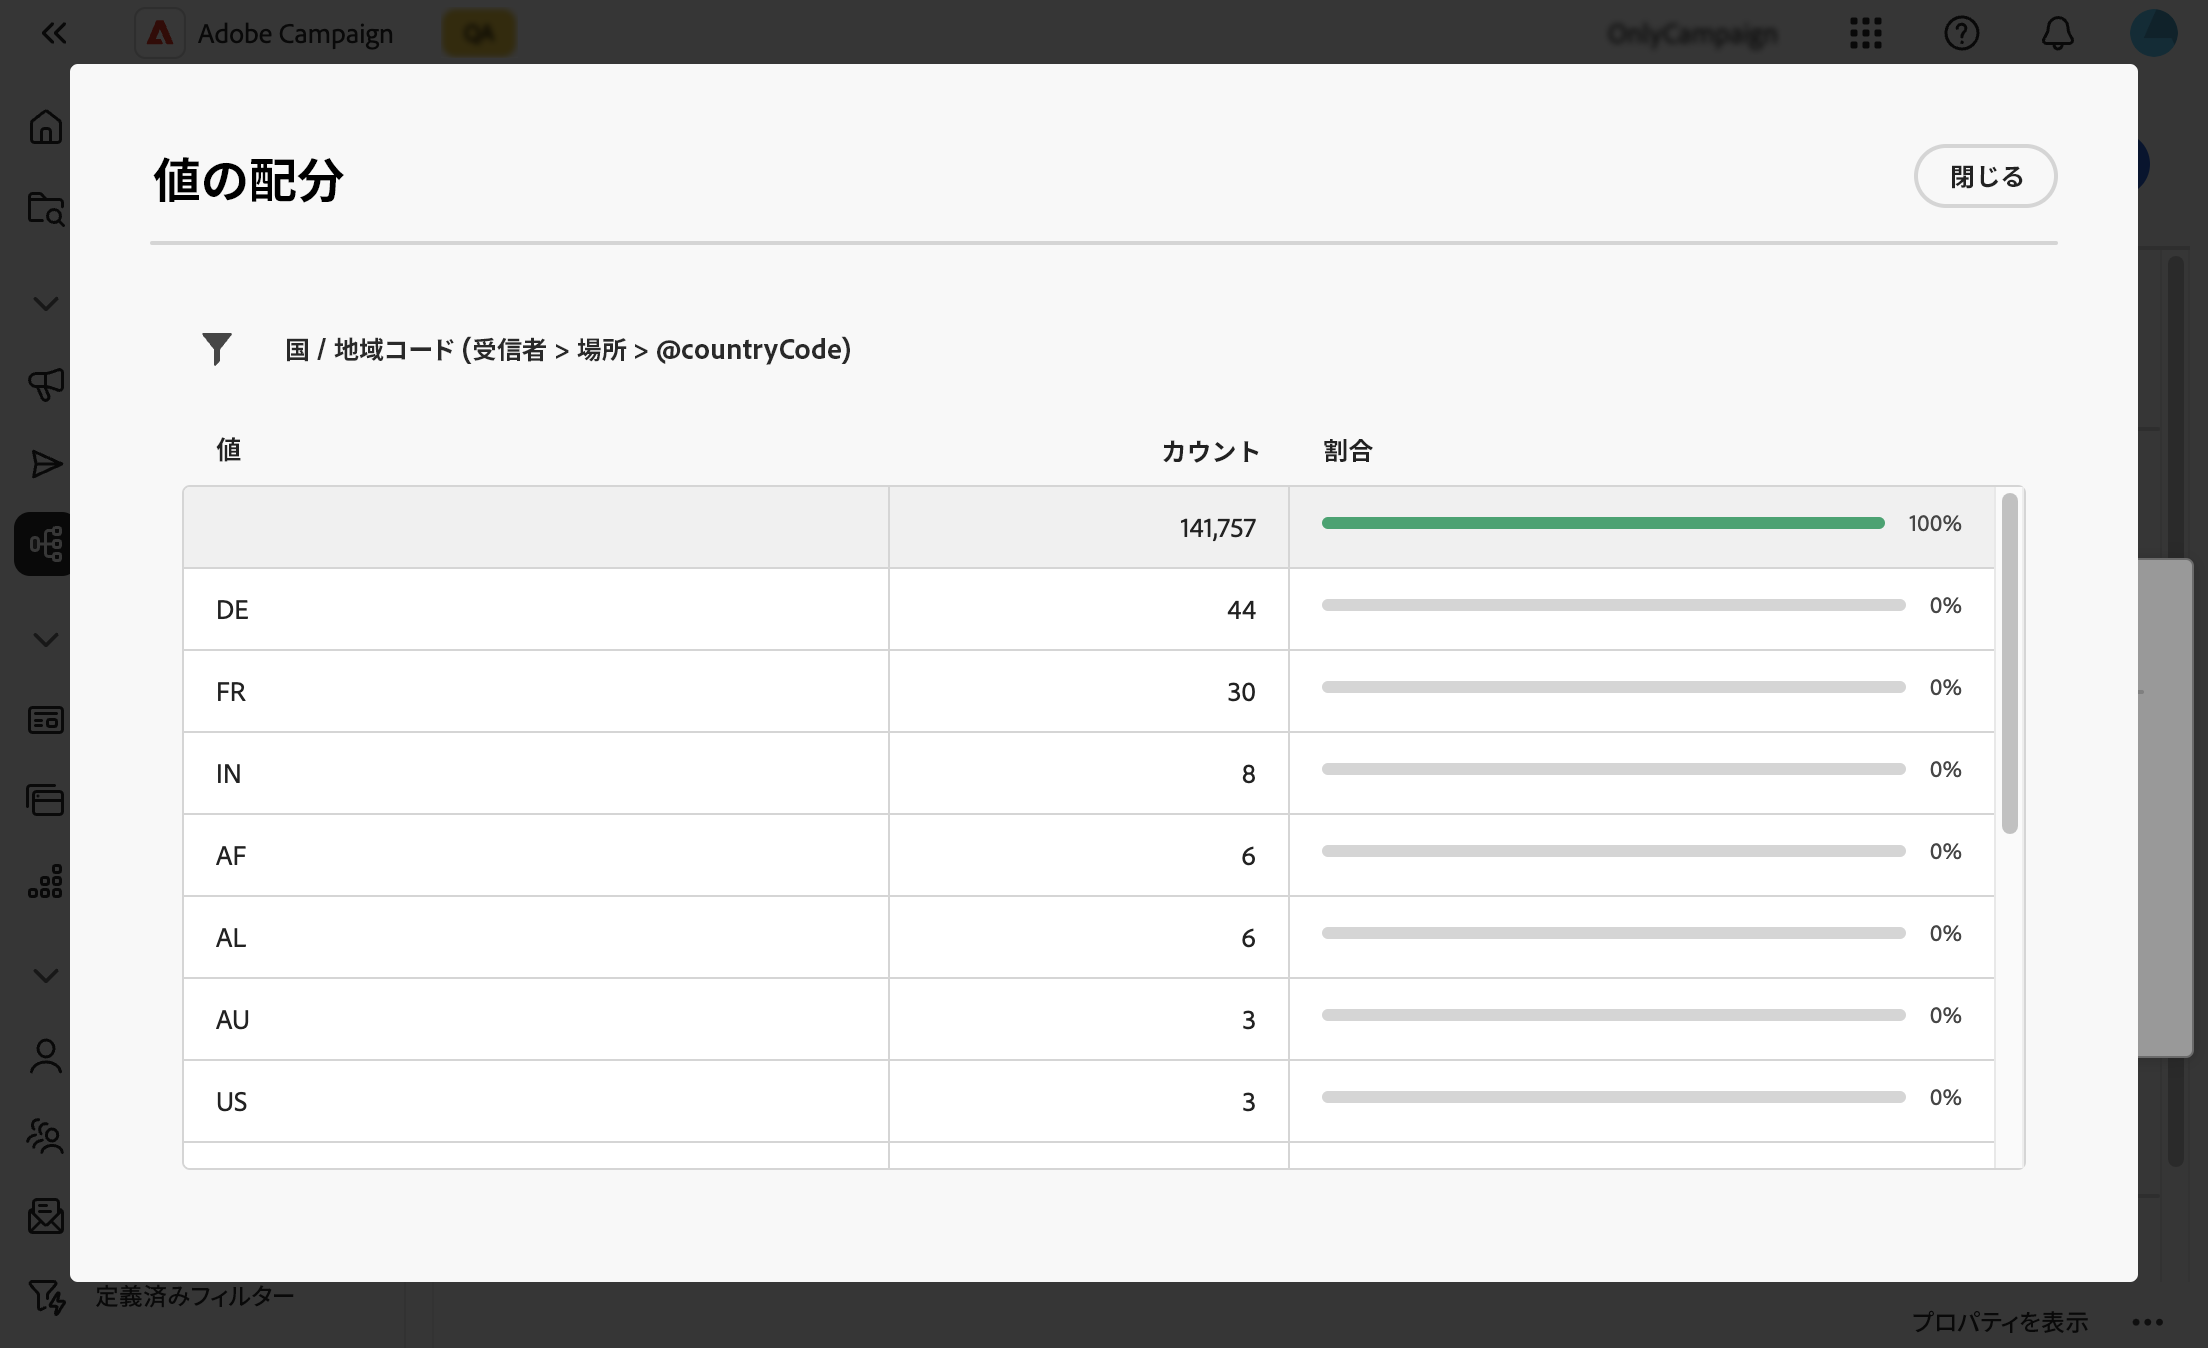 Adobe Campaign
QA
OnlyCampaign
値の配分
閉じる
国 / 地域コード (受信者 > 場所 > @countryCode)
値 カウント 割合
141,757 100%
DE 44 0%
FR 30 0%
IN 8 0%
AF 6 0%
AL 6 0%
AU 3 0%
US 3 0%
定義済みフィルター
プロパティを表示